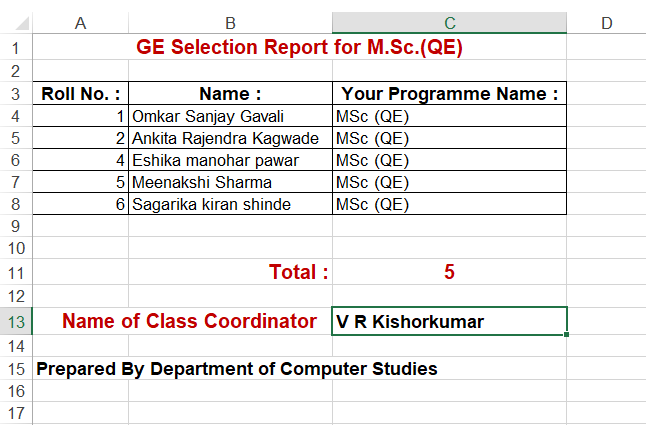 A B C D
1 GE Selection Report for M.Sc.(QE)
2
3 Roll No. : Name : Your Programme Name :
4 1 Omkar Sanjay Gavali MSc (QE)
5 2 Ankita Rajendra Kagwade MSc (QE)
6 4 Eshika manohar pawar MSc (QE)
7 5 Meenakshi Sharma MSc (QE)
8 6 Sagarika kiran shinde MSc (QE)
9
10
11 Total : 5
12
13 Name of Class Coordinator V R Kishorkumar
14
15 Prepared By Department of Computer Studies
16
17